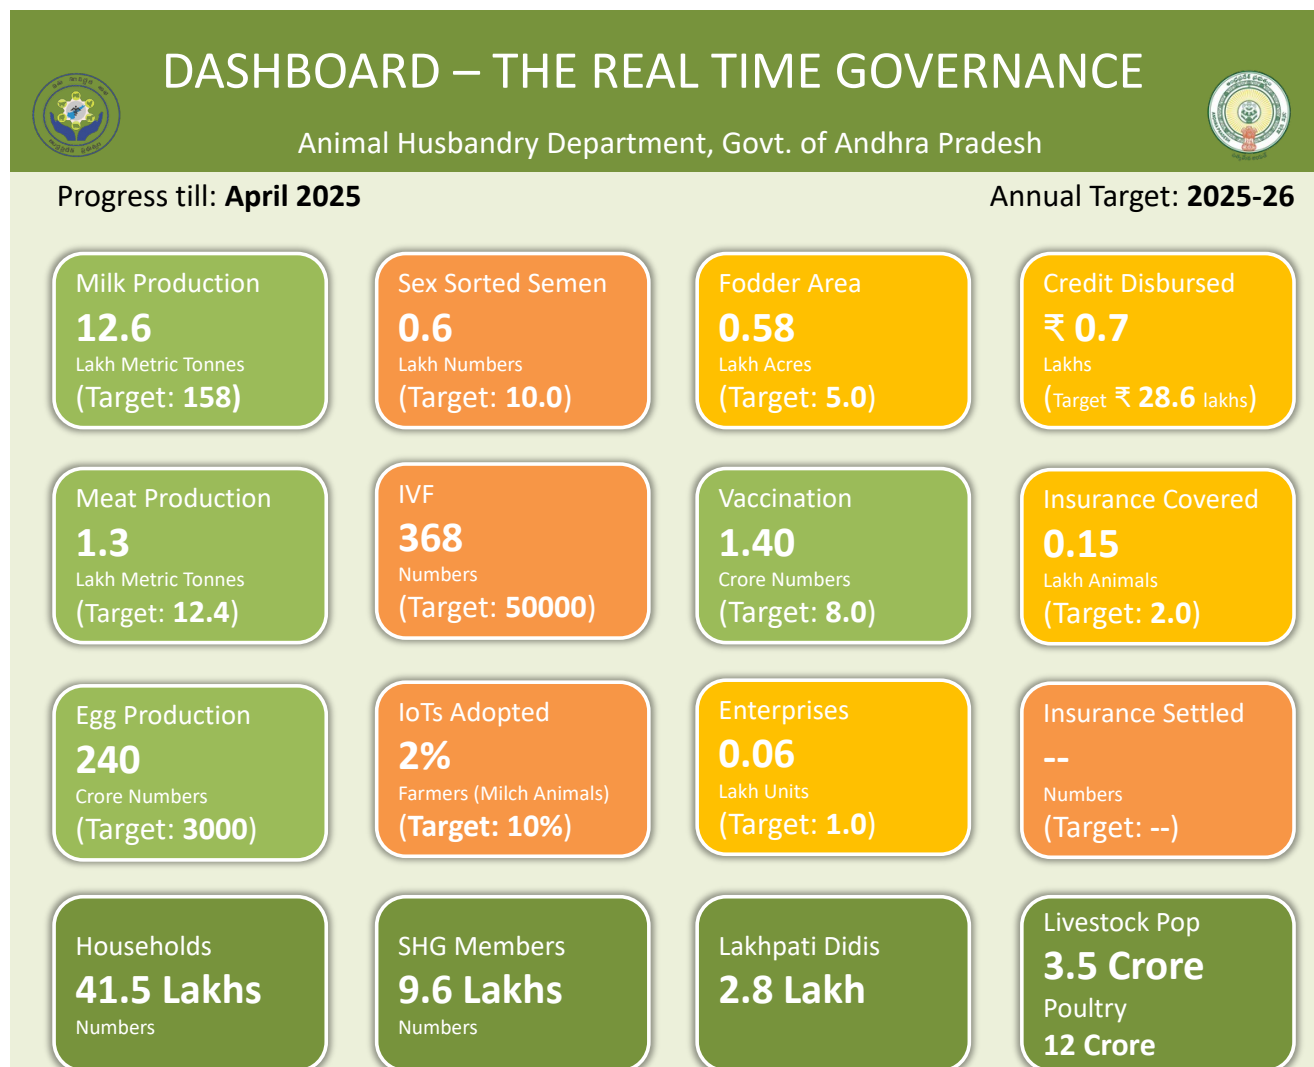 DASHBOARD – THE REAL TIME GOVERNANCE
Animal Husbandry Department, Govt. of Andhra Pradesh
Progress till: April 2025
Annual Target: 2025-26
Milk Production
12.6
Lakh Metric Tonnes
(Target: 158)
Sex Sorted Semen
0.6
Lakh Numbers
(Target: 10.0)
Fodder Area
0.58
Lakh Acres
(Target: 5.0)
Credit Disbursed
₹ 0.7
Lakhs
(Target ₹ 28.6 lakhs)
Meat Production
1.3
Lakh Metric Tonnes
(Target: 12.4)
IVF
368
Numbers
(Target: 50000)
Vaccination
1.40
Crore Numbers
(Target: 8.0)
Insurance Covered
0.15
Lakh Animals
(Target: 2.0)
Egg Production
240
Crore Numbers
(Target: 3000)
IoTs Adopted
2%
Farmers (Milch Animals)
(Target: 10%)
Enterprises
0.06
Lakh Units
(Target: 1.0)
Insurance Settled
--
Numbers
(Target: --)
Households
41.5 Lakhs
Numbers
SHG Members
9.6 Lakhs
Numbers
Lakhpati Didis
2.8 Lakh
Livestock Pop
3.5 Crore
Poultry
12 Crore